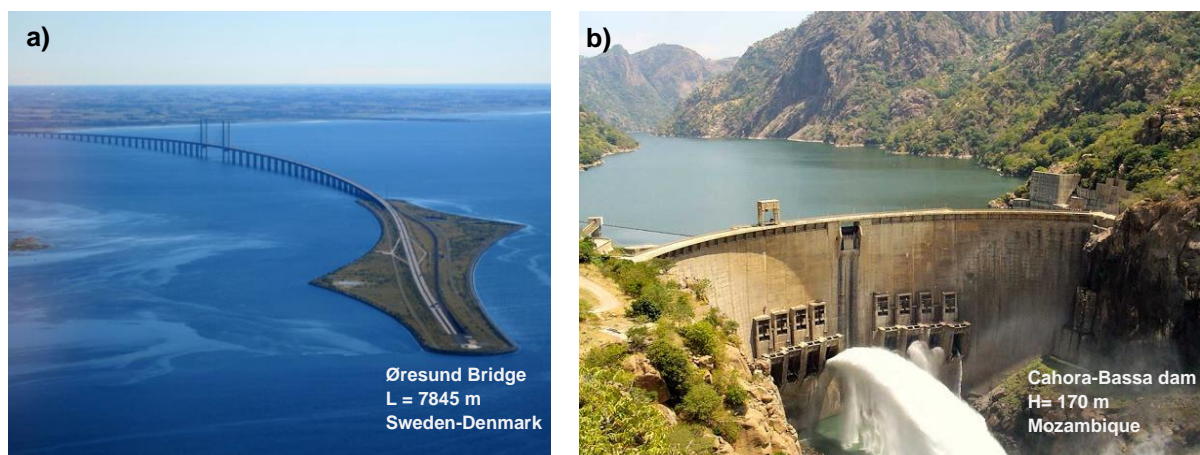 a)
Øresund Bridge
L = 7845 m
Sweden-Denmark
b)
Cahora-Bassa dam
H= 170 m
Mozambique